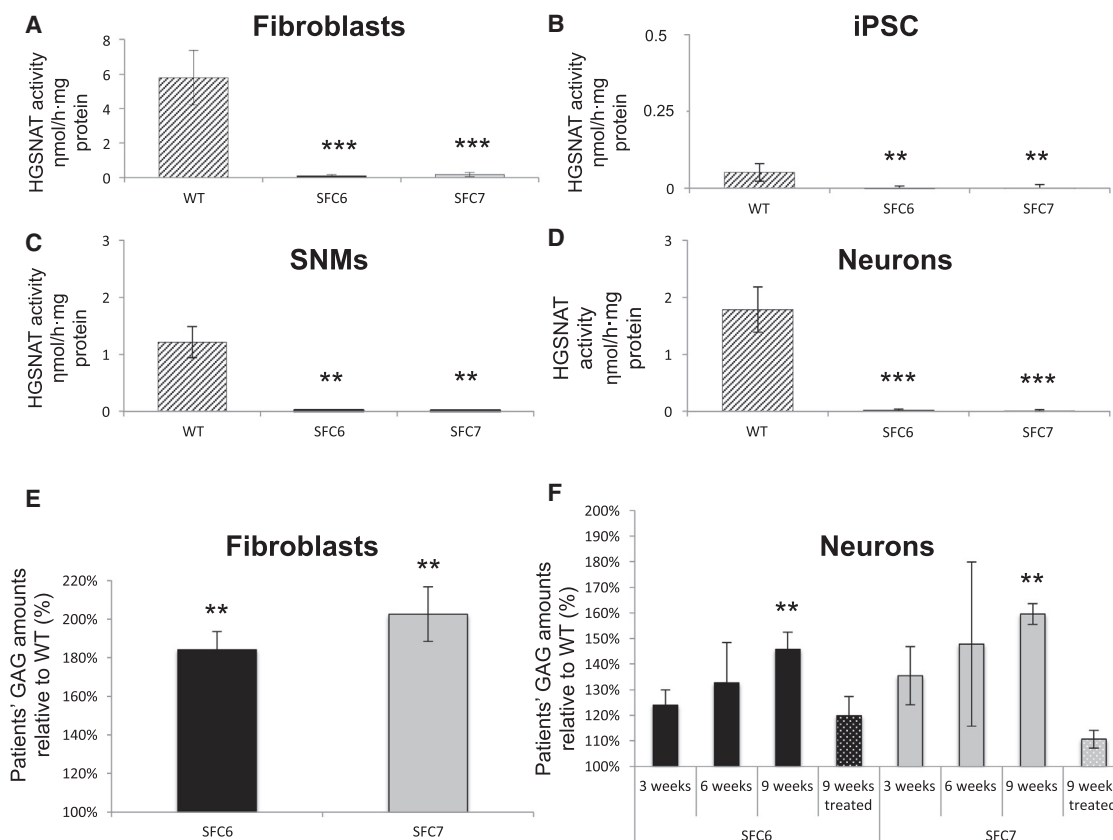 A
Fibroblasts
HGSNAT activity
ηmol/h·mg
protein
8
6
4
2
0
***
***
WT
SFC6
SFC7
B
iPSC
HGSNAT activity
ηmol/h·mg
protein
0.5
0.25
0
**
**
WT
SFC6
SFC7
C
SNMs
HGSNAT activity
ηmol/h·mg
protein
3
2
1
0
**
**
WT
SFC6
SFC7
D
Neurons
HGSNAT
activity
ηmol/h·mg
protein
3
2
1
0
***
***
WT
SFC6
SFC7
E
Fibroblasts
Patients' GAG amounts
relative to WT (%)
220%
200%
180%
160%
140%
120%
100%
**
**
SFC6
SFC7
F
Neurons
Patients' GAG amounts
relative to WT (%)
200%
190%
180%
170%
160%
150%
140%
130%
120%
110%
100%
**
**
3 weeks
6 weeks
9 weeks
9 weeks
treated
3 weeks
6 weeks
9 weeks
9 week
treated
SFC6
SFC7